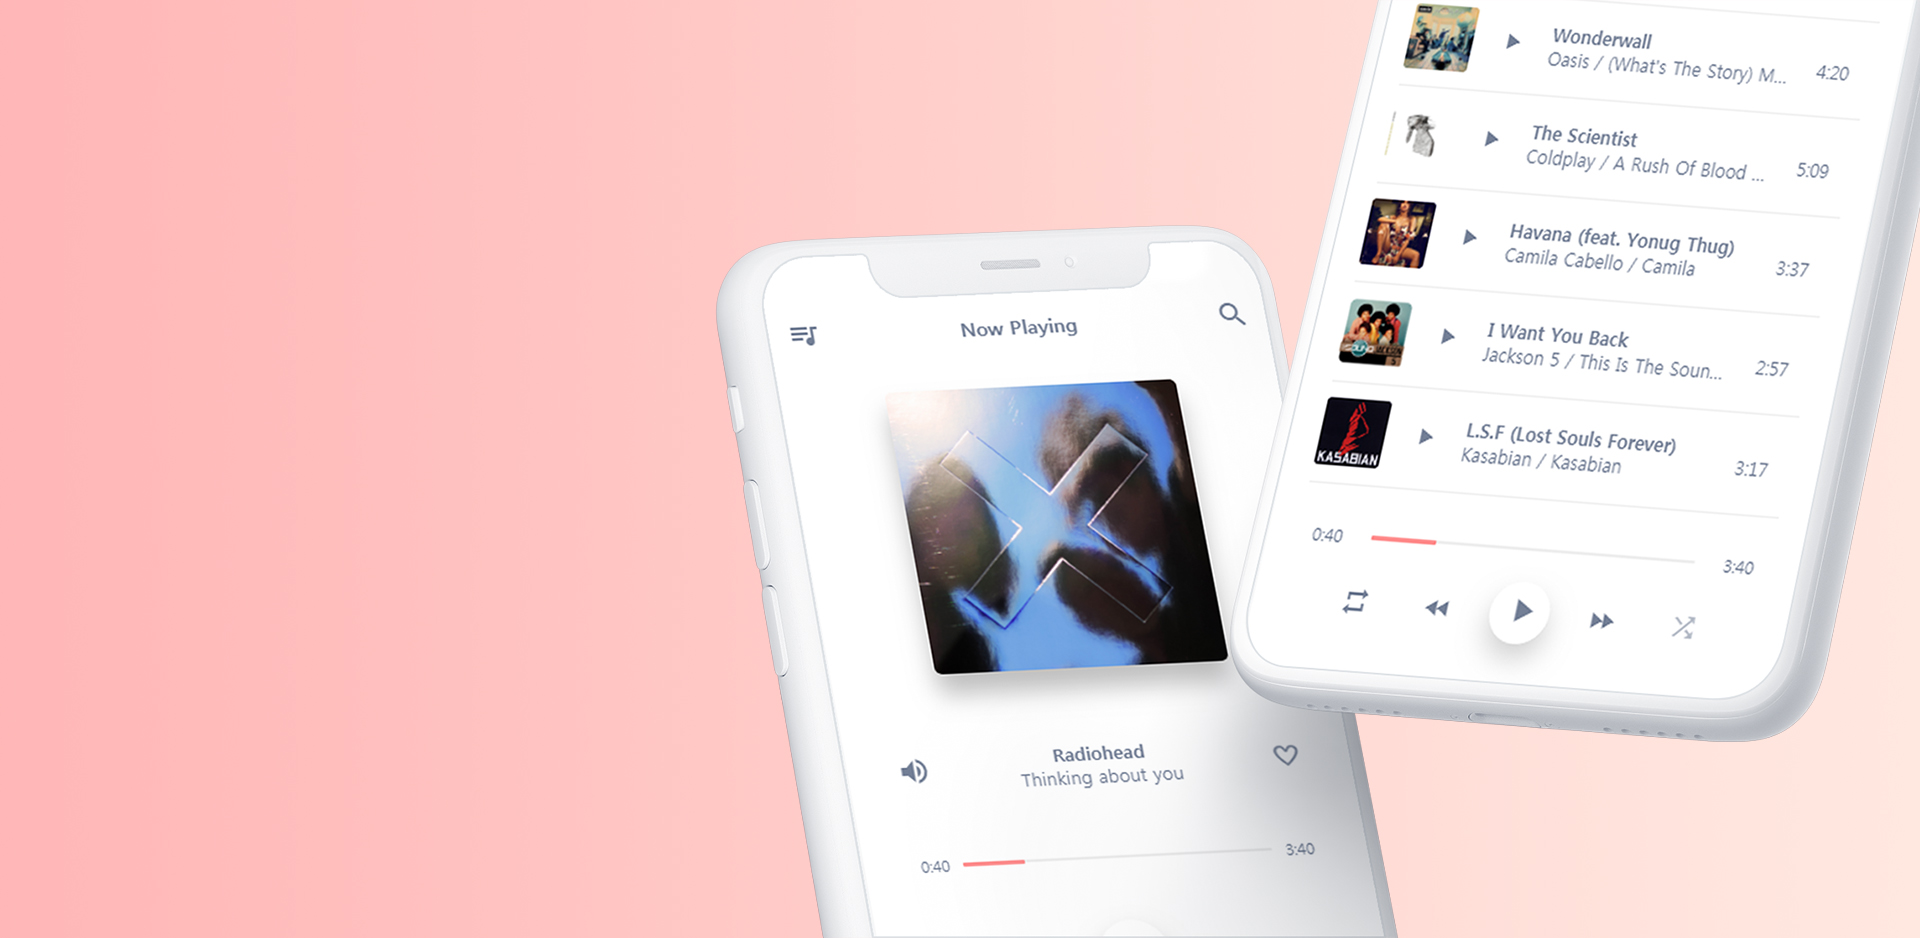 Now Playing
Radiohead
Thinking about you
0:40
3:40
Wonderwall
Oasis / (What's The Story) M...
4:20
The Scientist
Coldplay / A Rush Of Blood ...
5:09
Havana (feat. Yonug Thug)
Camila Cabello / Camila
3:37
I Want You Back
Jackson 5 / This Is The Soun...
2:57
KASABIAN
L.S.F (Lost Souls Forever)
Kasabian / Kasabian
3:17
0:40
3:40